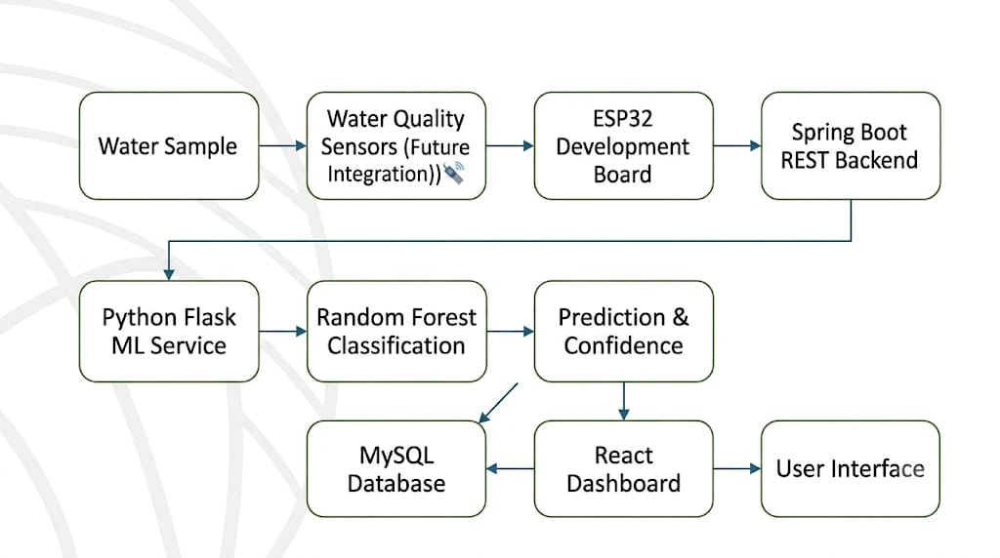 Water Sample
Water Quality
Sensors (Future
Integration))
ESP32
Development
Board
Spring Boot
REST Backend
Python Flask
ML Service
Random Forest
Classification
Prediction &
Confidence
MySQL
Database
React
Dashboard
User Interface